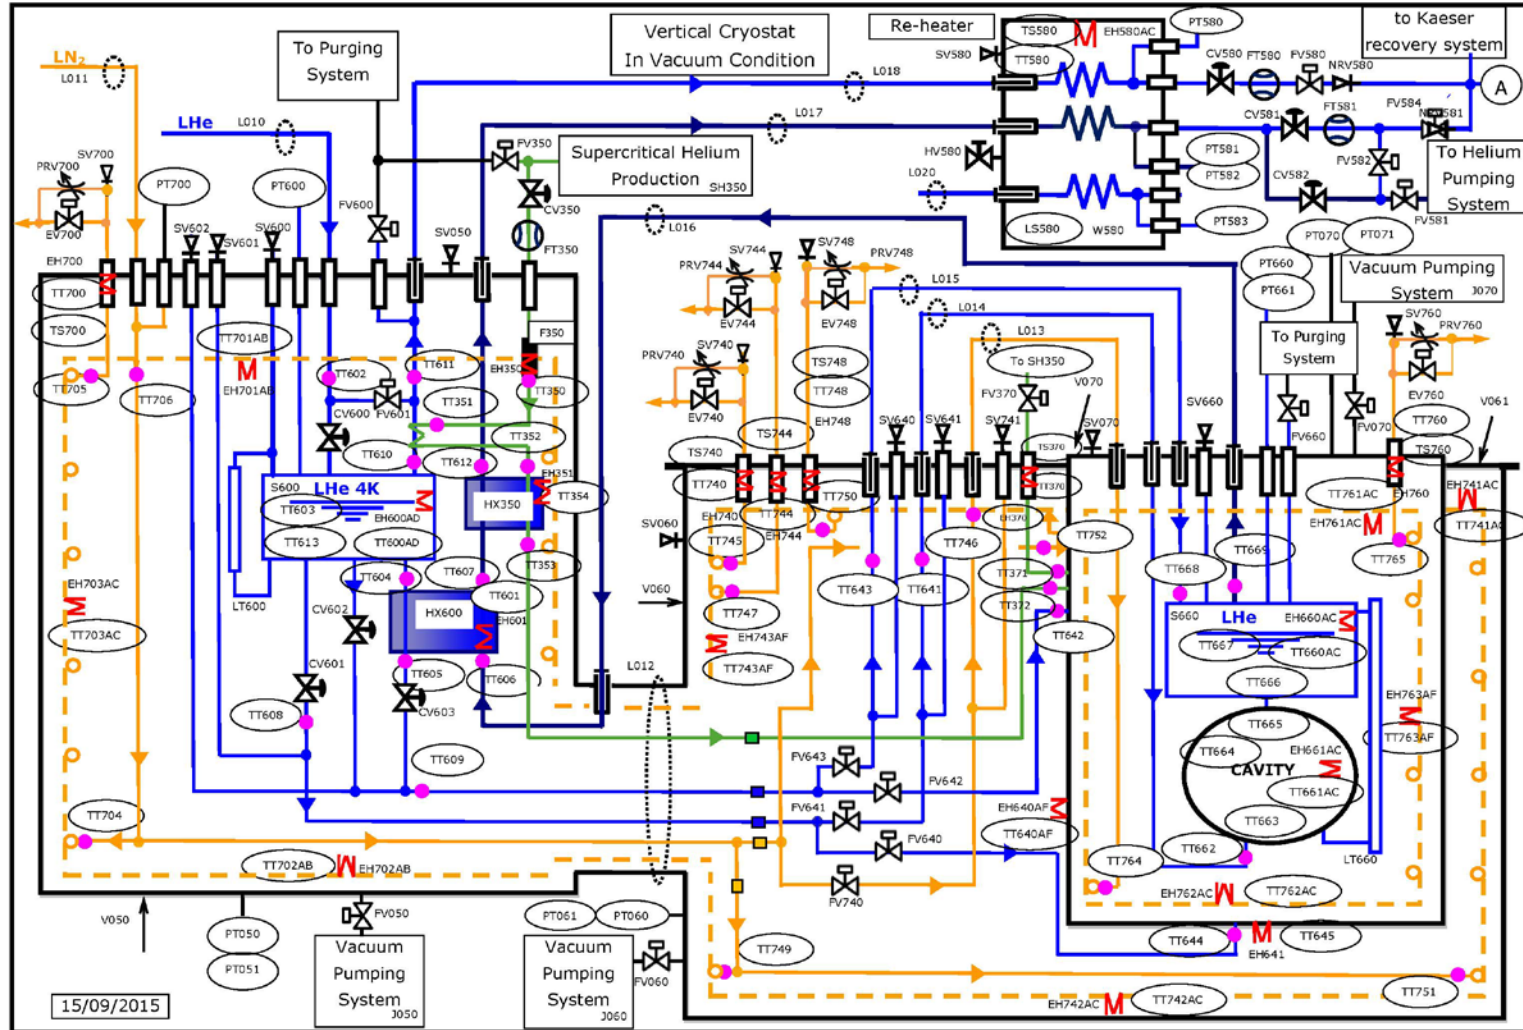 LN2
L011
To Purging
System
Vertical Cryostat
In Vacuum Condition
Re-heater
TS580
EH580AC
PT580
to Kaeser
recovery system
SV580
TT580
CV580
FT580
FV580
NRV580
A
L018
LHe
L010
L017
CV581
FT581
FV584
NRV581
PRV700
SV700
PT700
PT600
FV350
Supercritical Helium
Production
SH350
HV580
PT581
PT582
FV582
To Helium
Pumping
System
CV582
FV581
L020
LS580
W580
PT583
EV700
SV602
SV601
SV600
FV600
SV050
CV350
FT350
L016
PT070
PT071
EH700
TT700
TS700
PRV744
SV744
SV748
PRV748
EV744
EV748
L015
L014
L013
PT660
PT661
Vacuum Pumping
System
J070
To Purging
System
TT701AB
EH701AB
F350
EH350
TT350
TT705
TT706
TT602
TT611
TT351
CV600
FV601
TT352
TT610
TT612
PRV740
SV740
EV740
TS748
TT748
EH748
To SH350
FV370
V070
SV760
PRV760
EV760
TT760
TS760
V061
SV640
SV641
SV741
SV070
SV660
FV660
FV070
TS740
TS744
TT740
TT744
TT750
TS370
TT370
EH370
EH740
EH744
S600
LHe 4K
TT603
EH600AD
TT613
TT600AD
HX350
EH351
TT354
TT353
SV060
TT745
TT746
TT752
TT761AC
EH761AC
EH760
EH741AC
TT741AC
TT765
LT600
TT604
TT607
TT601
EH601
HX600
CV602
V060
TT747
EH743AF
TT743AF
TT643
TT641
TT371
TT372
TT642
TT668
TT669
S660
LHe
EH660AC
TT667
TT660AC
TT666
EH703AC
TT703AC
CV601
TT605
TT606
TT608
CV603
TT609
L012
TT665
TT664
EH661AC
CAVITY
TT661AC
TT663
EH763AF
TT763AF
FV643
FV642
FV641
FV640
FV740
EH640AF
TT640AF
TT704
TT702AB
EH702AB
TT764
TT662
LT660
EH762AC
TT762AC
V050
PT050
PT051
FV050
Vacuum
Pumping
System
J050
PT061
PT060
Vacuum
Pumping
System
J060
FV060
TT749
TT644
EH641
TT645
TT751
EH742AC
TT742AC
15/09/2015